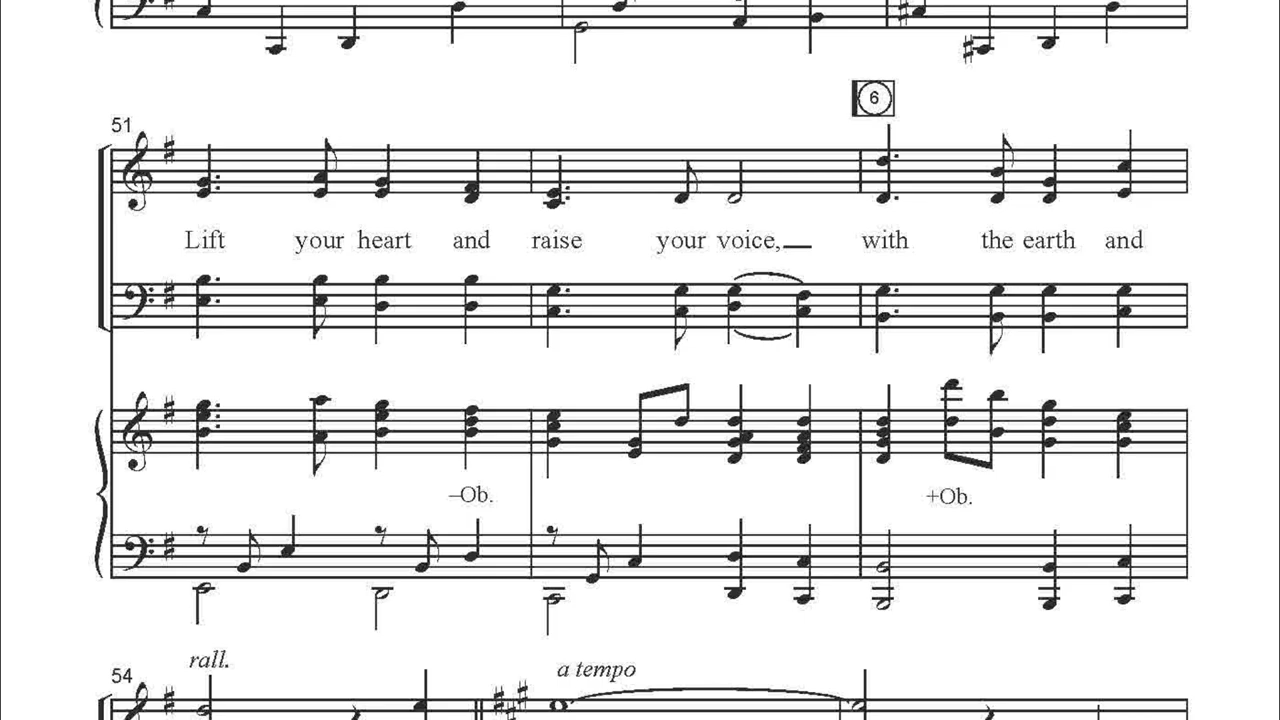 6
51
Lift your heart and raise your voice, with the earth and
–Ob. +Ob.
rall.
a tempo
54